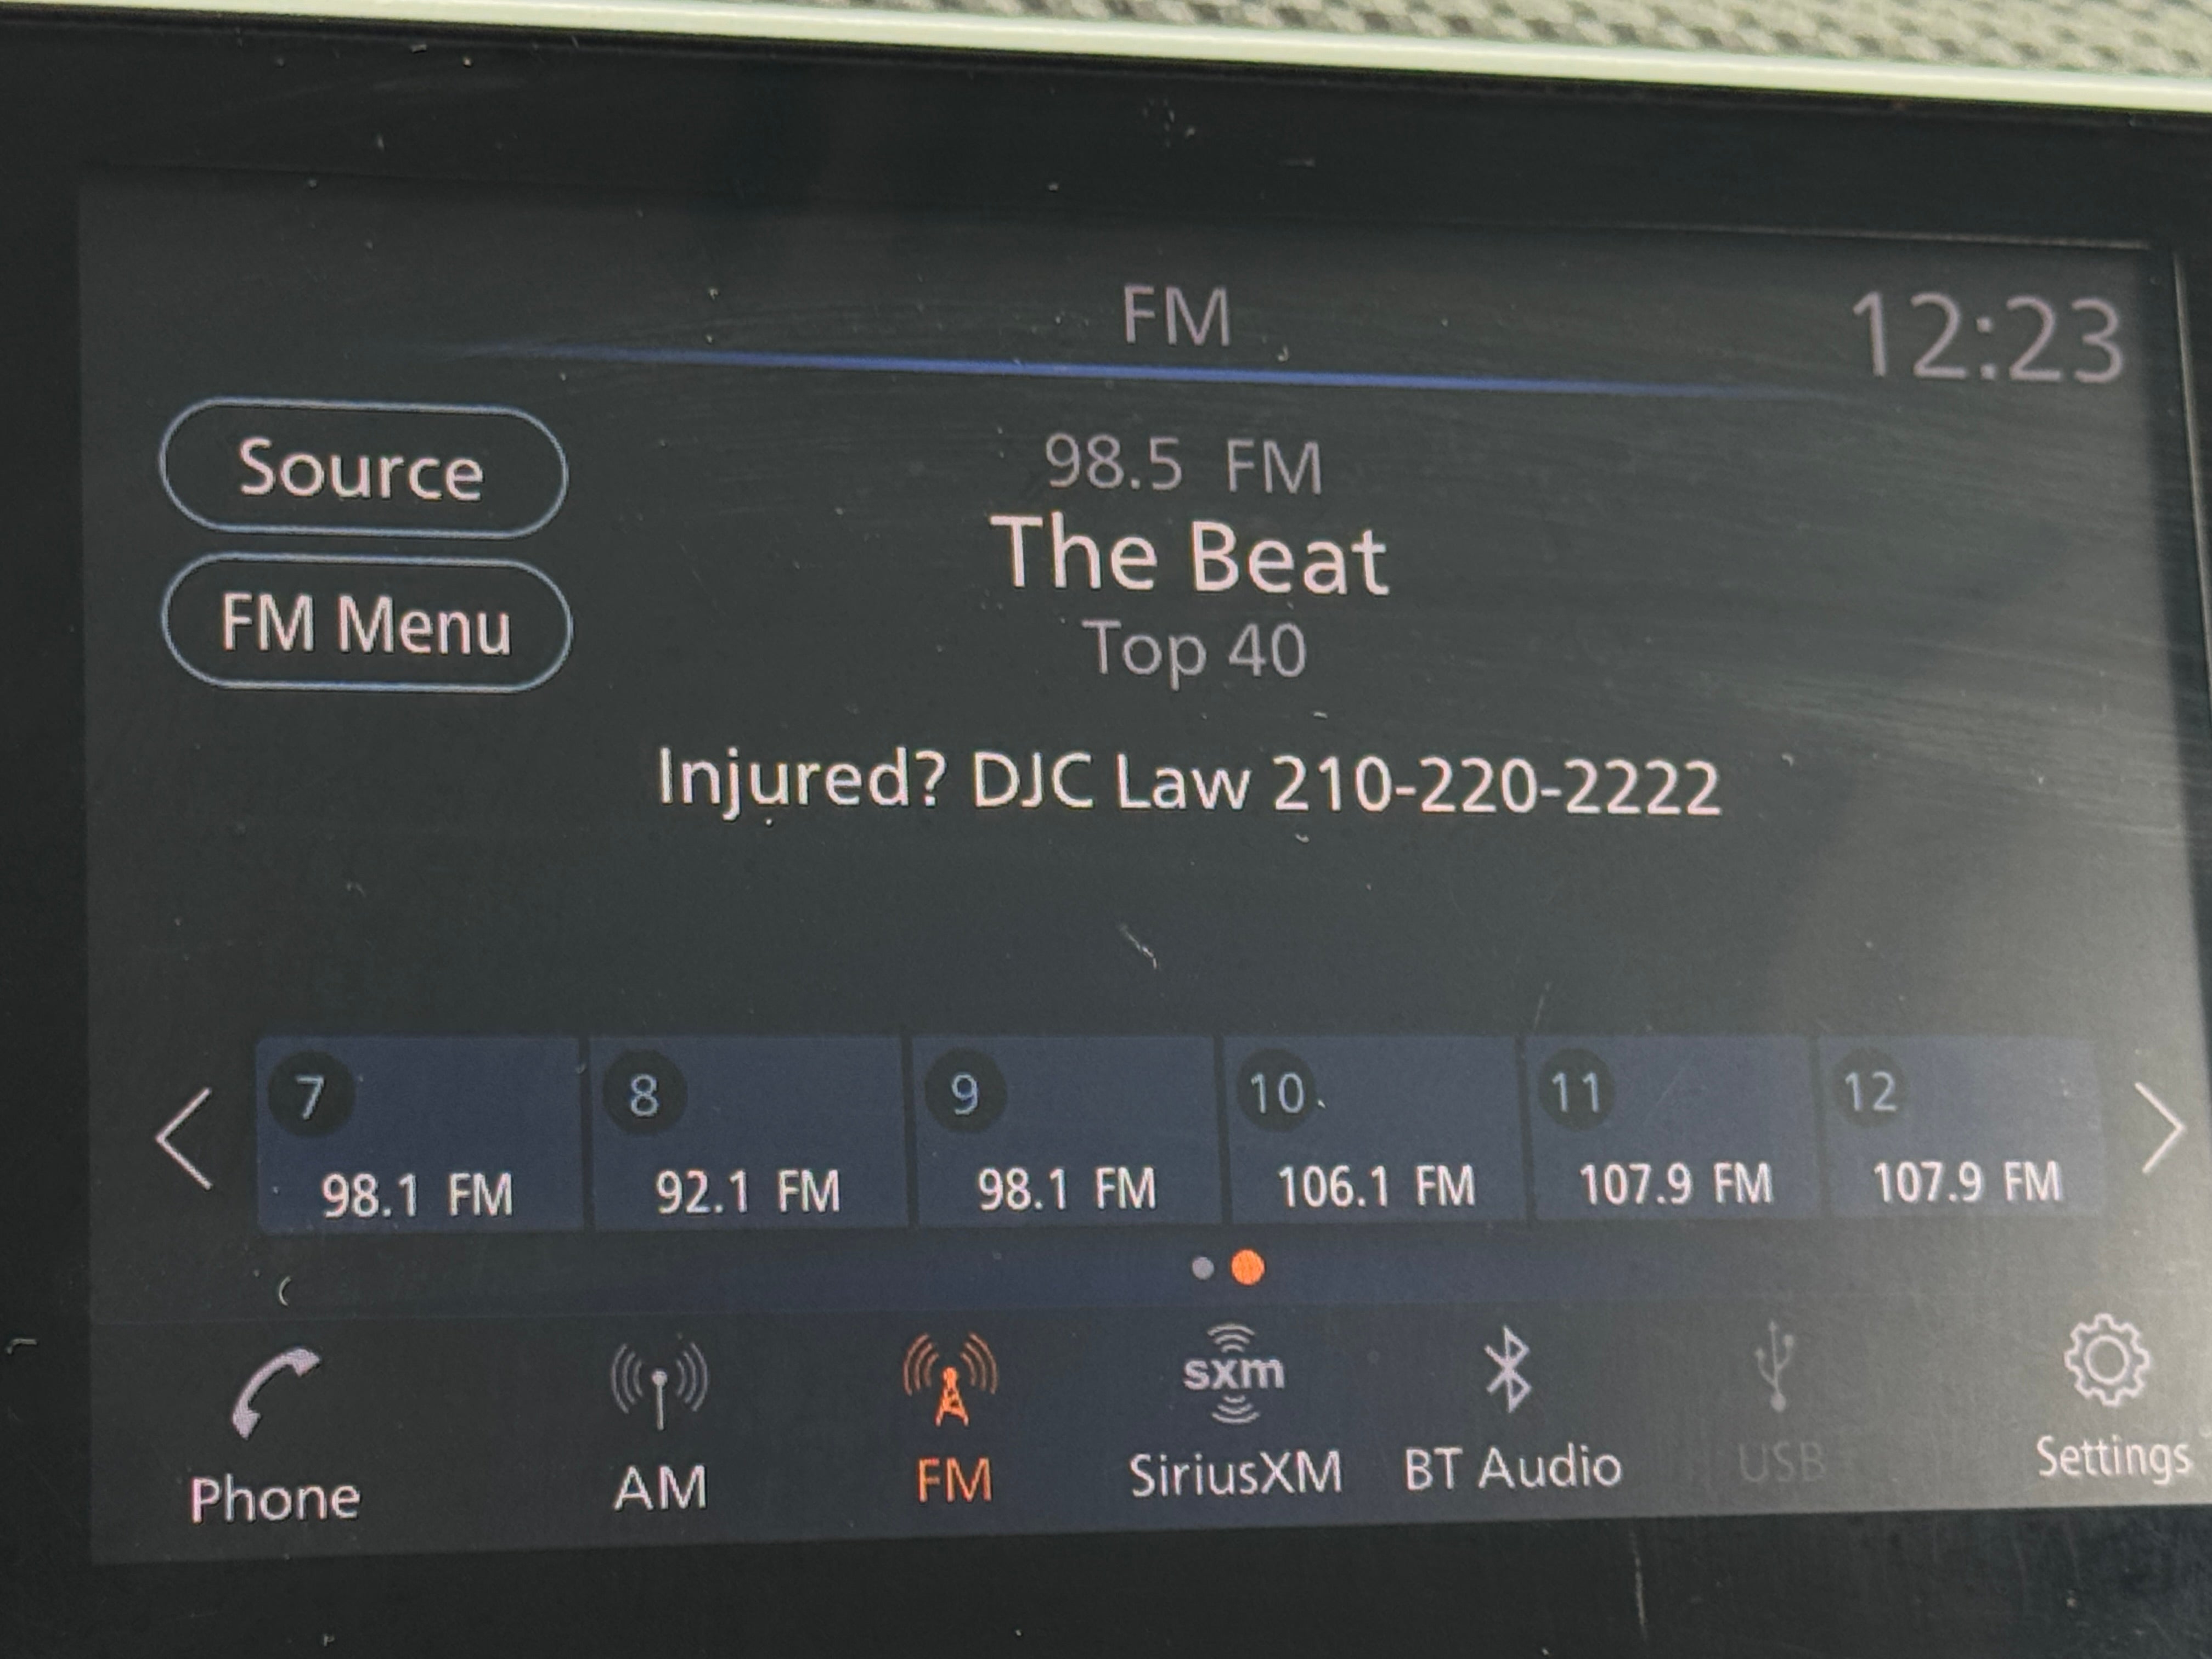 FM
12:23
Source
98.5 FM
The Beat
FM Menu
Top 40
Injured? DJC Law 210-220-2222
7 8 9 10 11 12
98.1 FM 92.1 FM 98.1 FM 106.1 FM 107.9 FM 107.9 FM
sxm
Phone AM FM SiriusXM BT Audio USB Settings